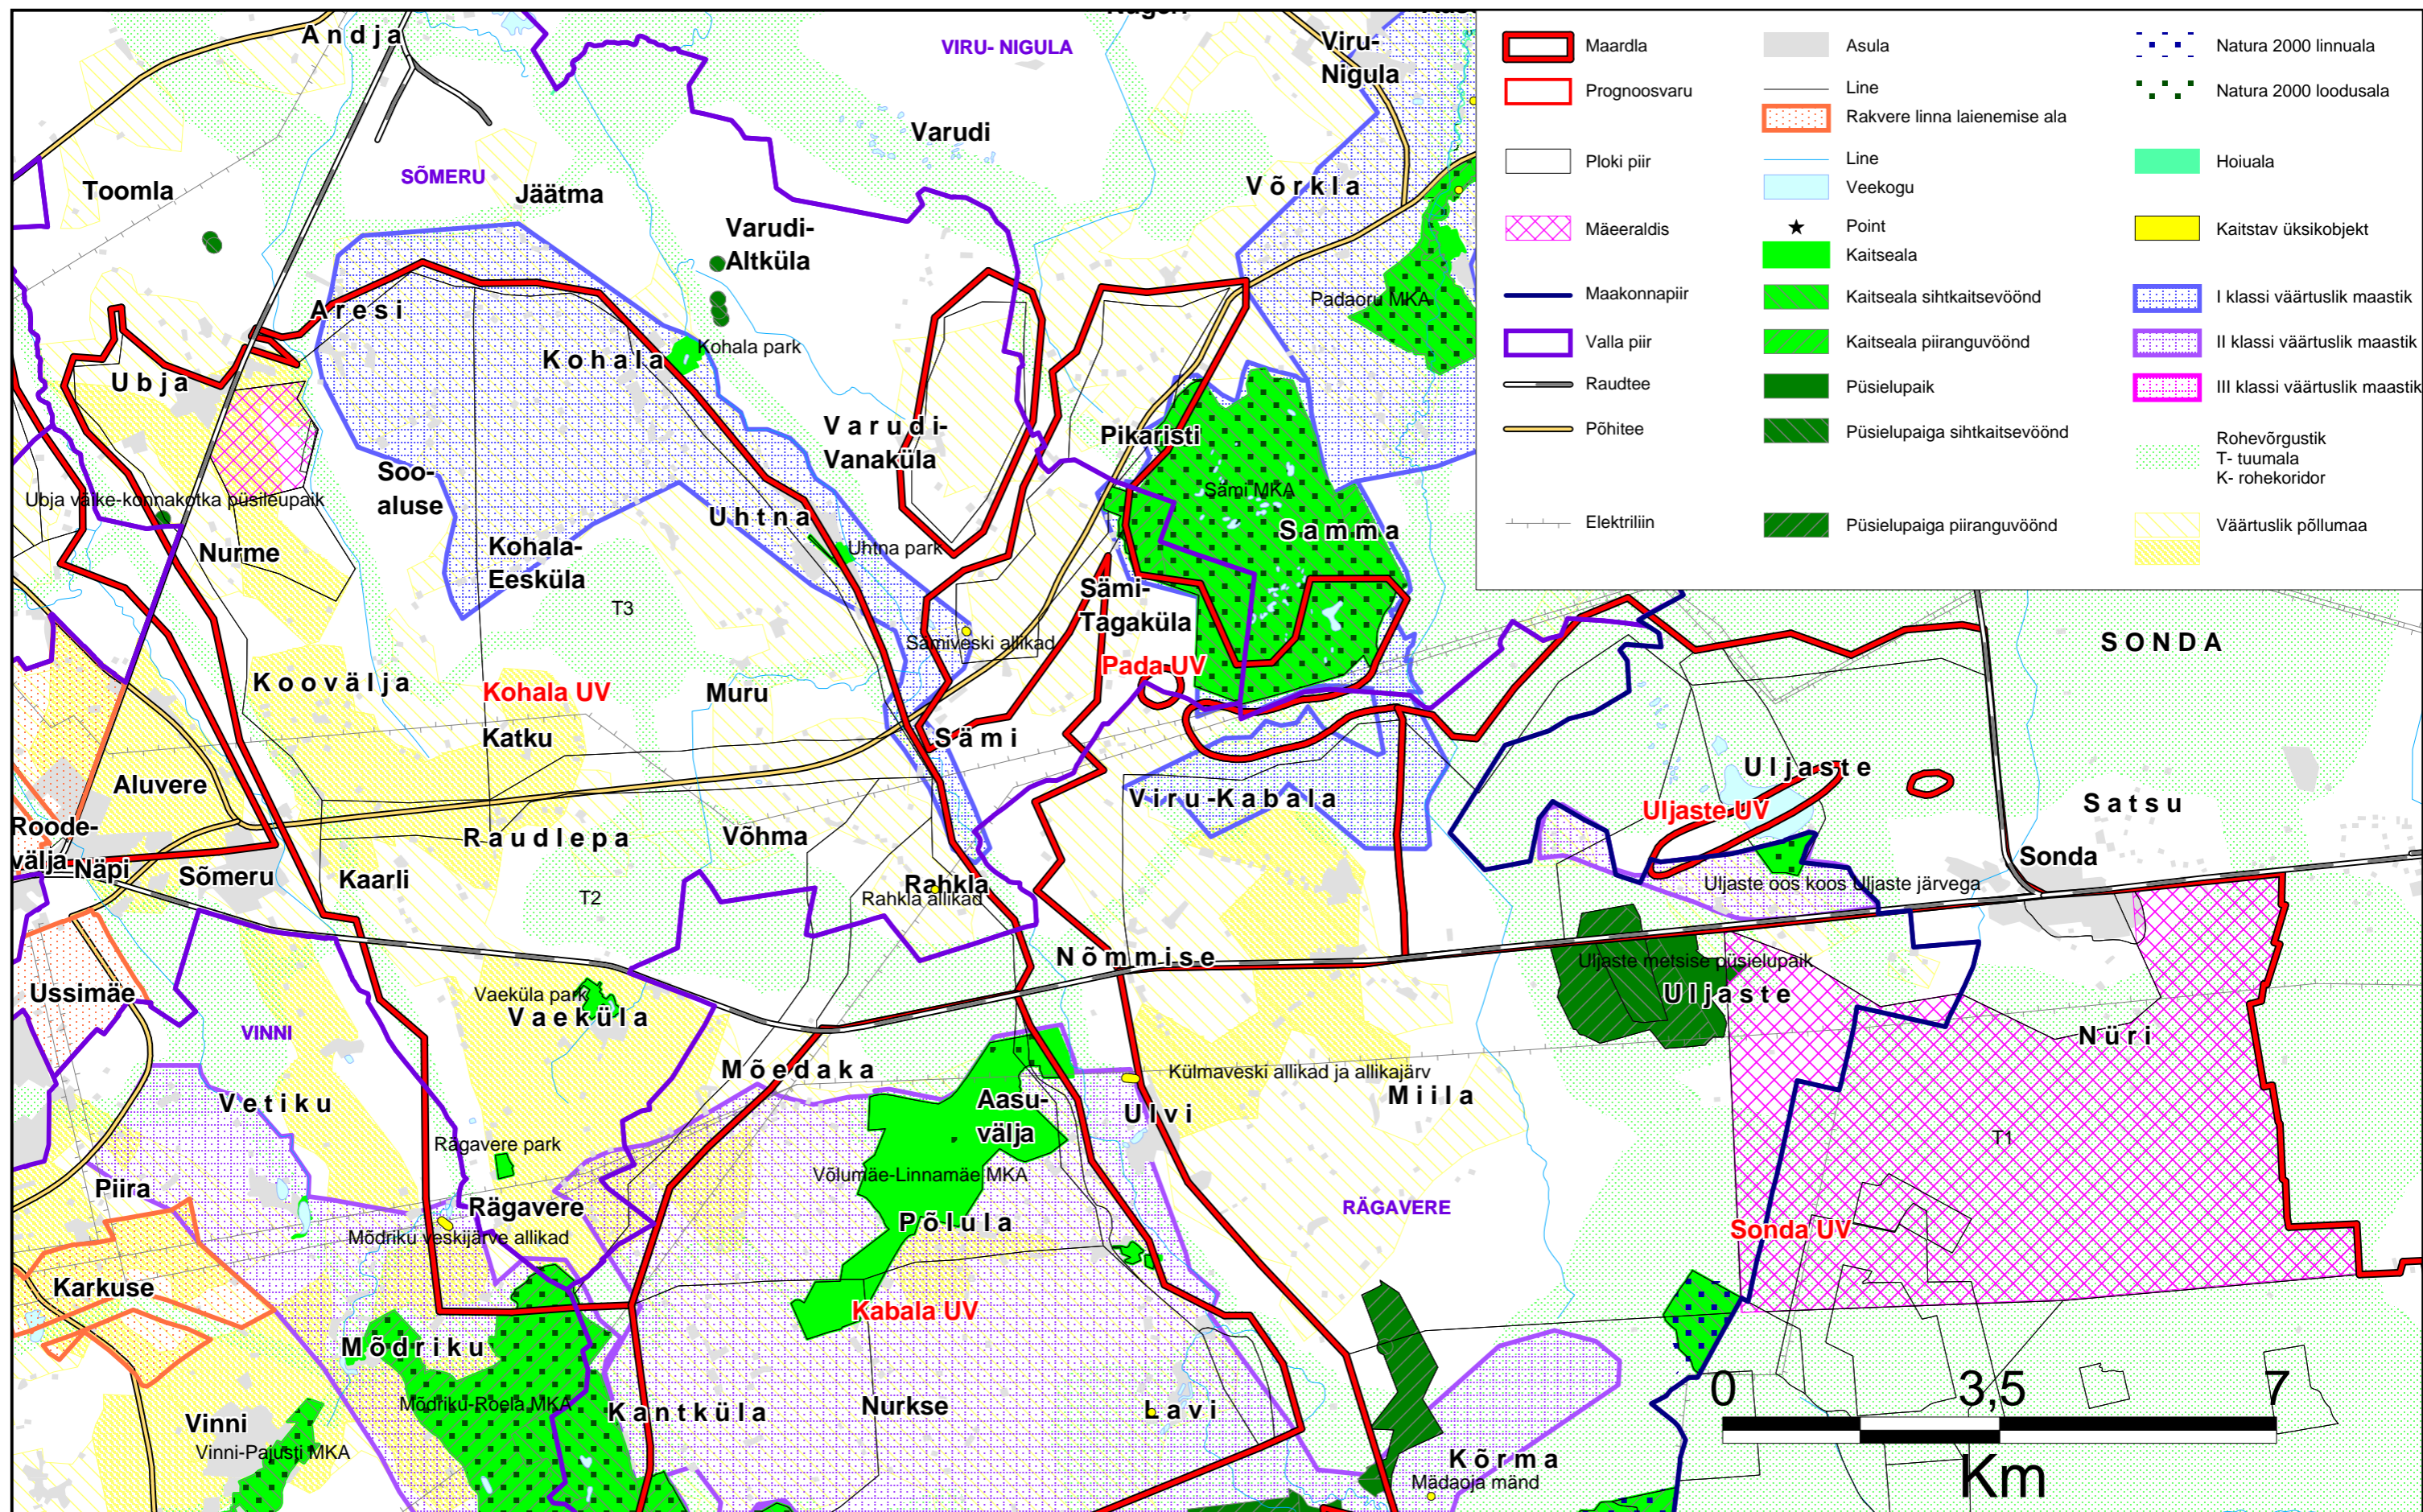 Andja
VIRU- NIGULA
Viru-
Nigula
Varudi
SÕMERU
Toomla
Jäätma
Võrkla
Varudi-
Altküla
Padaoru MKA
Aresi
Kohala
Kohala park
Ubja
Varudi-
Vanaküla
Pikaristi
Soo-
aluse
Sämi MKA
Ubja väike-konnakotka püsileupaik
Uhtna
Samma
Nurme
Kohala-
Eesküla
Uhtna park
T3
Sämi-
Tagaküla
Sämiveski allikad
SONDA
Koovälja
Kohala UV
Muru
Pada UV
Katku
Sämi
Uljaste
Aluvere
Viru-Kabala
Uljaste UV
Satsu
Roode-
välja
Näpi
Raudlepa
Võhma
Sõmeru
Kaarli
Rahkla
Rahkla allikad
Sonda
Uljaste oos koos Uljaste järvega
T2
Nõmmise
Uljaste metsise püsielupaik
Uljaste
Ussimäe
Vaeküla park
Vaeküla
VINNI
Nüri
Mõedaka
Külmaveski allikad ja allikajärv
Vetiku
Aasu-
välja
Ulvi
Miila
T1
Rägavere park
Võlumäe-Linnamäe MKA
Piira
Rägavere
Põlula
RÄGAVERE
Sonda UV
Mõdriku veskijärve allikad
Karkuse
Kabala UV
Mõdriku
Mõdriku-Roela MKA
Kantküla
Nurkse
Lavi
Vinni
Vinni-Pajusti MKA
Kõrma
Mädaoja mänd
Maardla
Prognoosvaru
Ploki piir
Mäeeraldis
Maakonnapiir
Valla piir
Raudtee
Põhitee
Elektriliin
Asula
Line
Rakvere linna laienemise ala
Line
Veekogu
Point
Kaitseala
Kaitseala sihtkaitsevöönd
Kaitseala piiranguvöönd
Püsielupaik
Püsielupaiga sihtkaitsevöönd
Püsielupaiga piiranguvöönd
Natura 2000 linnuala
Natura 2000 loodusala
Hoiuala
Kaitstav üksikobjekt
I klassi väärtuslik maastik
II klassi väärtuslik maastik
III klassi väärtuslik maastik
Rohevõrgustik
T- tuumala
K- rohekoridor
Väärtuslik põllumaa
0 3,5 7
Km